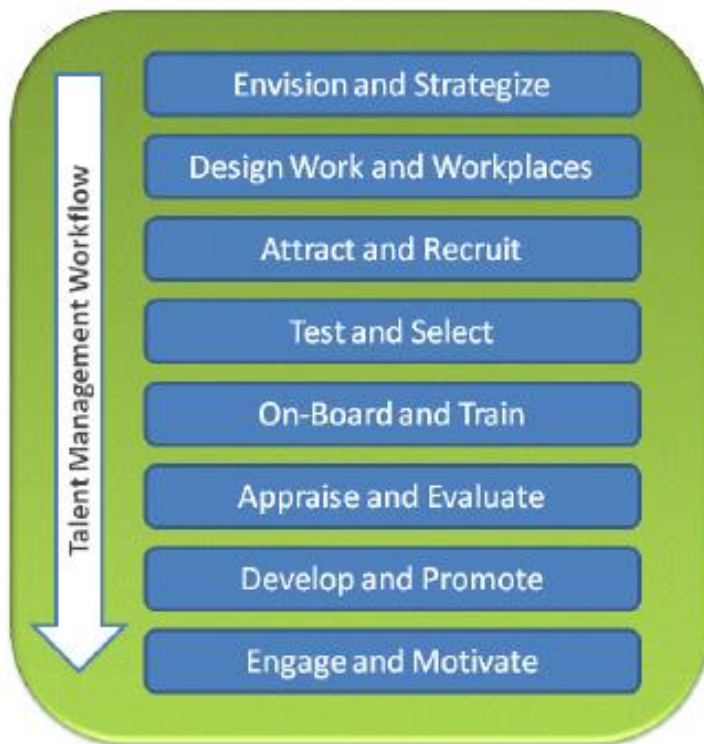 Talent Management Workflow
Envision and Strategize
Design Work and Workplaces
Attract and Recruit
Test and Select
On-Board and Train
Appraise and Evaluate
Develop and Promote
Engage and Motivate